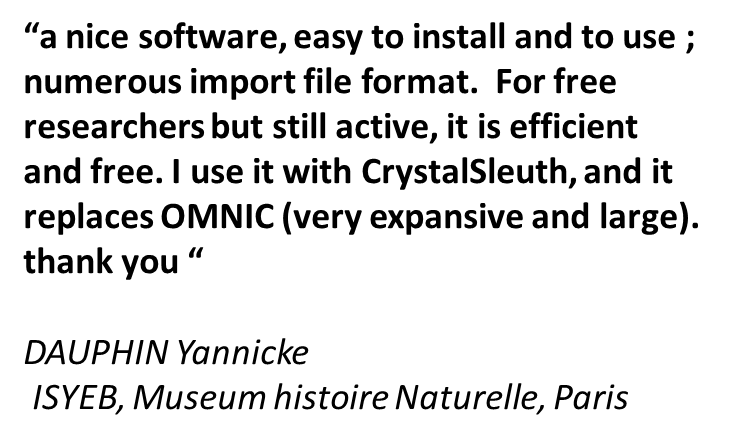 “a nice software, easy to install and to use ;
numerous import file format.  For free
researchers but still active, it is efficient
and free. I use it with CrystalSleuth, and it
replaces OMNIC (very expansive and large).
thank you “
DAUPHIN Yannicke
ISYEB, Museum histoire Naturelle, Paris